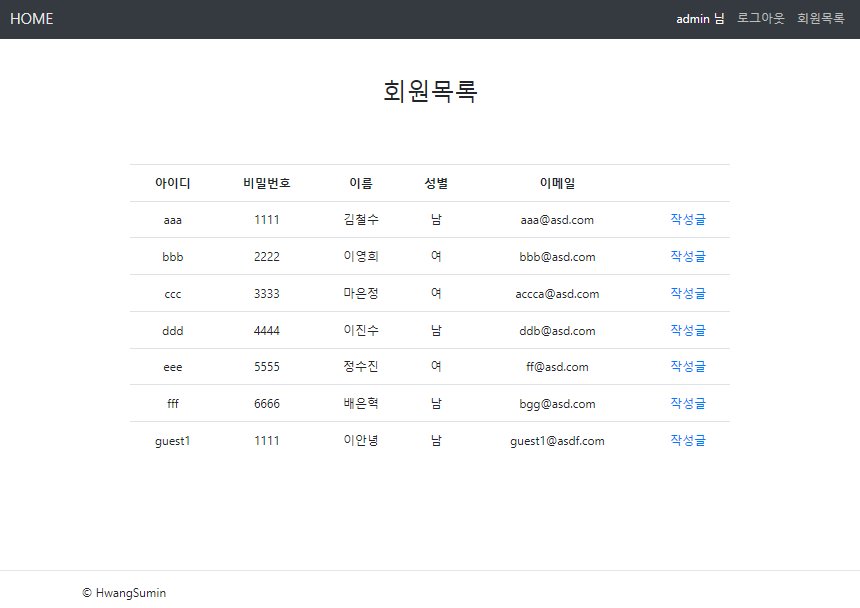 HOME admin 님 로그아웃 회원목록
회원목록
아이디 비밀번호 이름 성별 이메일
aaa 1111 김철수 남 aaa@asd.com 작성글
bbb 2222 이영희 여 bbb@asd.com 작성글
ccc 3333 마은정 여 accca@asd.com 작성글
ddd 4444 이진수 남 ddb@asd.com 작성글
eee 5555 정수진 여 ff@asd.com 작성글
fff 6666 배은혁 남 bgg@asd.com 작성글
guest1 1111 이안녕 남 guest1@asdf.com 작성글
© HwangSumin